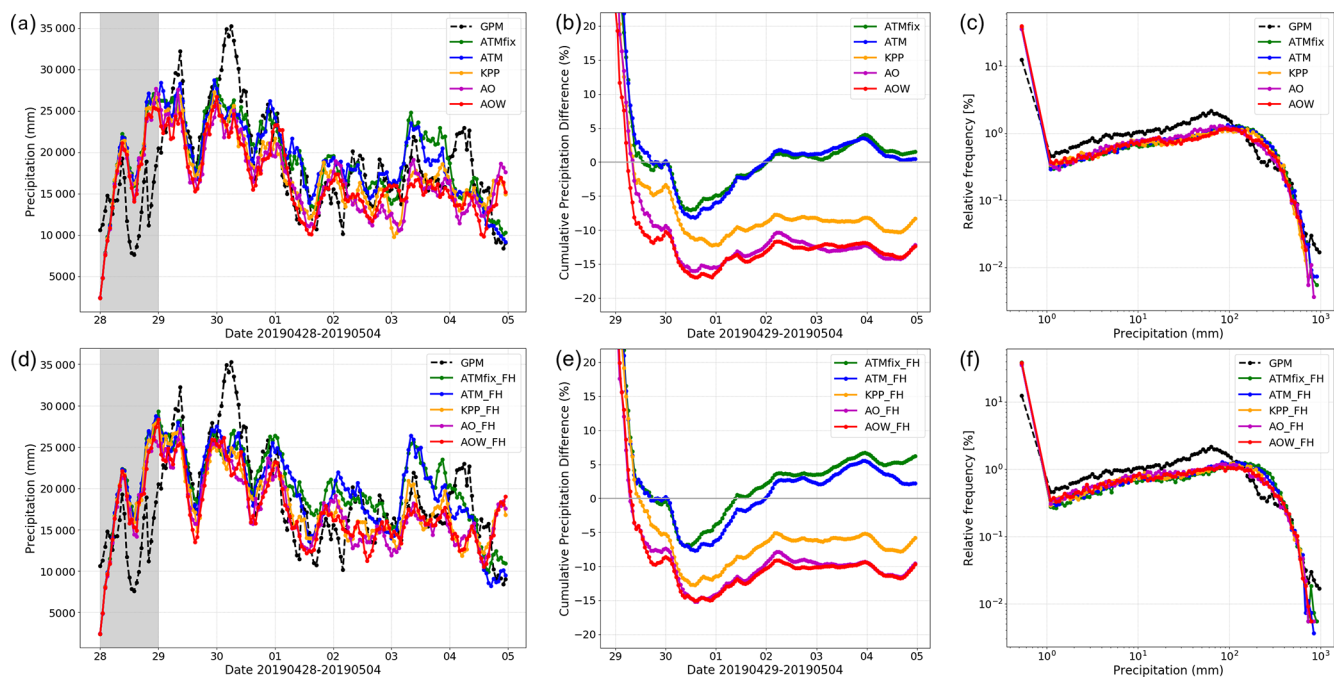 (a)
Precipitation (mm)
35 000
30 000
25 000
20 000
15 000
10 000
5000
28 29 30 01 02 03 04 05
Date 20190428-20190504
GPM
ATMfix
ATM
KPP
AO
AOW
(b)
Cumulative Precipitation Difference (%)
20
15
10
5
0
−5
−10
−15
−20
29 30 01 02 03 04 05
Date 20190429-20190504
ATMfix
ATM
KPP
AO
AOW
(c)
Relative frequency [%]
10^1
10^0
10^−1
10^−2
10^0 10^1 10^2 10^3
Precipitation (mm)
GPM
ATMfix
ATM
KPP
AO
AOW
(d)
Precipitation (mm)
35 000
30 000
25 000
20 000
15 000
10 000
5000
28 29 30 01 02 03 04 05
Date 20190428-20190504
GPM
ATMfix_FH
ATM_FH
KPP_FH
AO_FH
AOW_FH
(e)
Cumulative Precipitation Difference (%)
20
15
10
5
0
−5
−10
−15
−20
29 30 01 02 03 04 05
Date 20190429-20190504
ATMfix_FH
ATM_FH
KPP_FH
AO_FH
AOW_FH
(f)
Relative frequency [%]
10^1
10^0
10^−1
10^−2
10^0 10^1 10^2 10^3
Precipitation (mm)
GPM
ATMfix_FH
ATM_FH
KPP_FH
AO_FH
AOW_FH